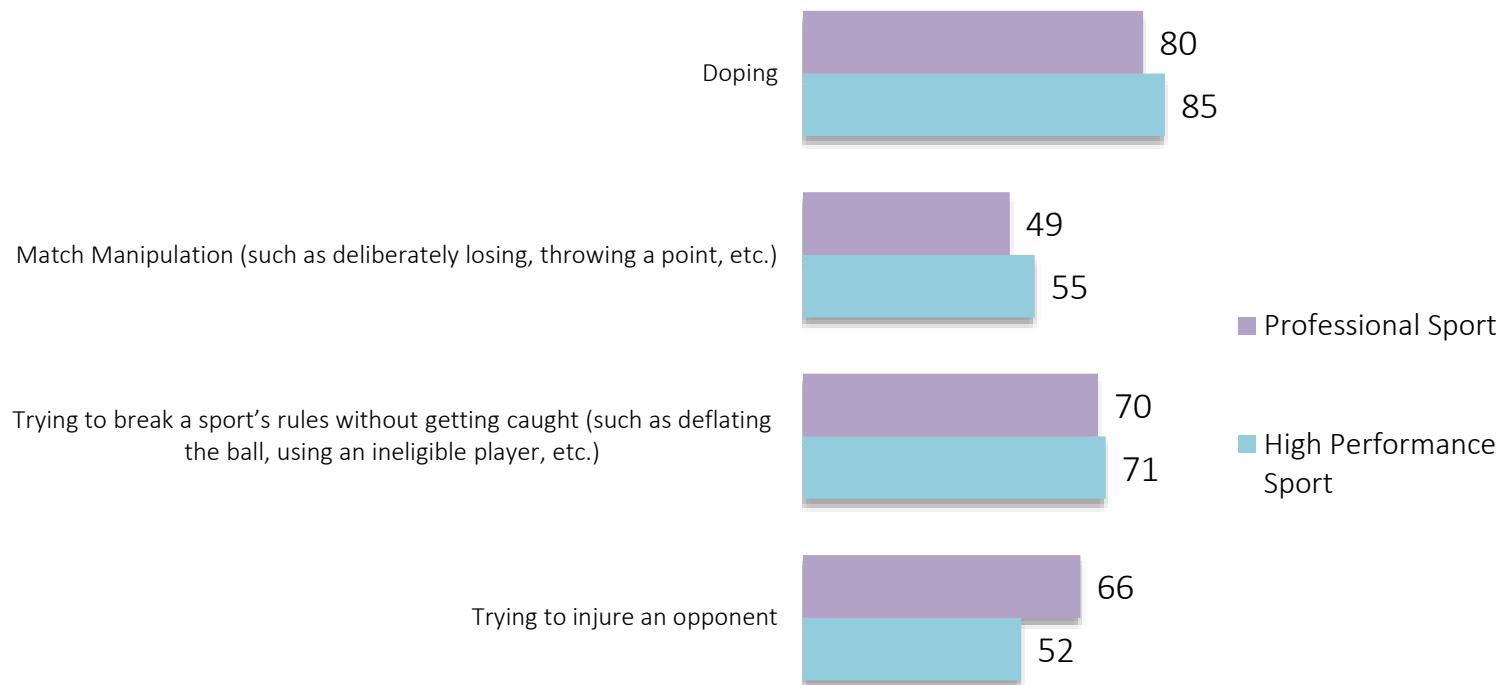 Doping
80
85
Match Manipulation (such as deliberately losing, throwing a point, etc.)
49
55
Trying to break a sport’s rules without getting caught (such as deflating
the ball, using an ineligible player, etc.)
70
71
Trying to injure an opponent
66
52
Professional Sport
High Performance
Sport